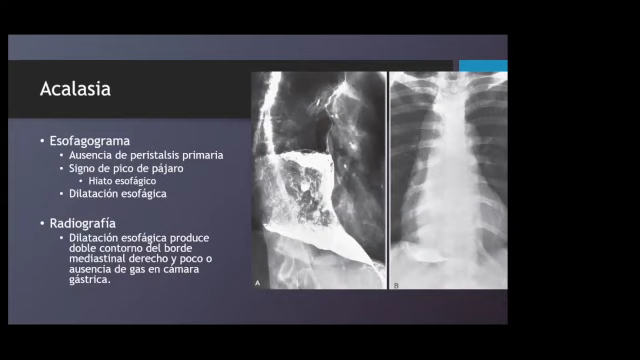 Acalasia
• Esofagograma
• Ausencia de peristalsis primaria
• Signo de pico de pájaro
• Hiato esofágico
• Dilatación esofágica
• Radiografía
• Dilatación esofágica produce
doble contorno del borde
mediastinal derecho y poco o
ausencia de gas en cámara
gástrica.
A
B